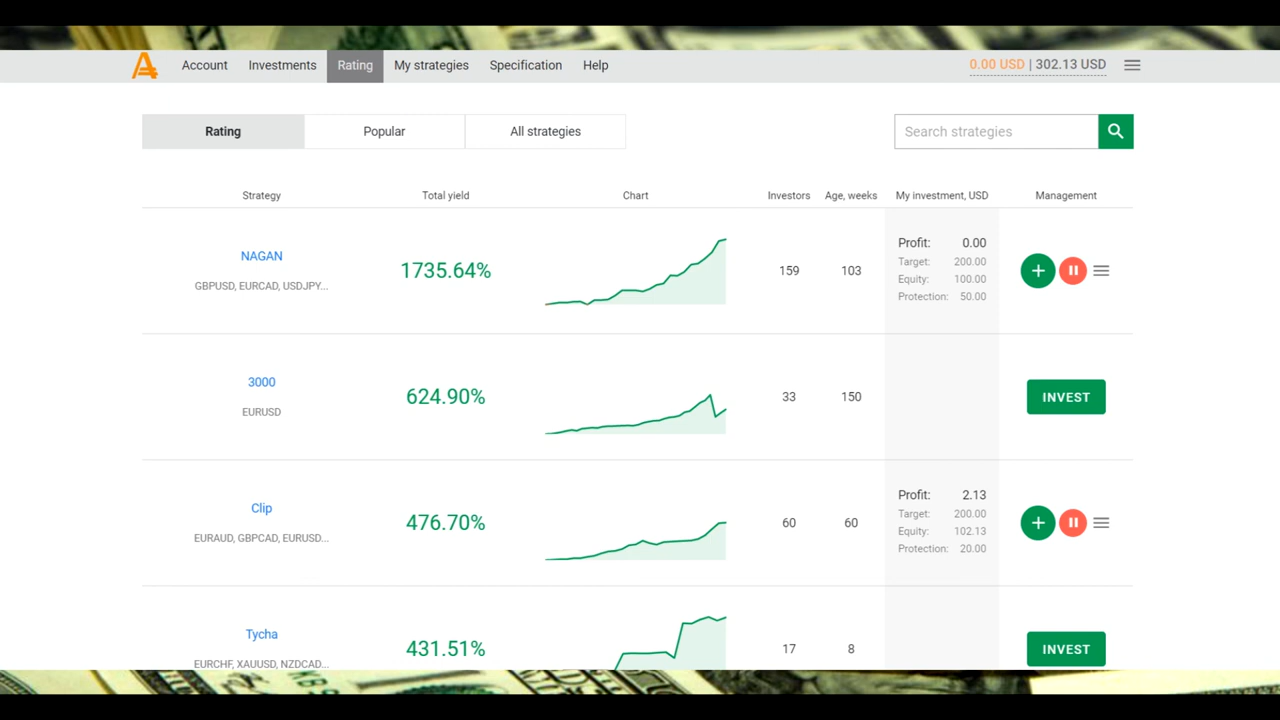 Account Investments Rating My strategies Specification Help 0.00 USD | 302.13 USD
Rating Popular All strategies Search strategies
Strategy Total yield Chart Investors Age, weeks My investment, USD Management
NAGAN
GBPUSD, EURCAD, USDJPY...
1735.64%
159
103
Profit: 0.00
Target: 200.00
Equity: 100.00
Protection: 50.00
3000
EURUSD
624.90%
33
150
INVEST
Clip
EURAUD, GBPCAD, EURUSD...
476.70%
60
60
Profit: 2.13
Target: 200.00
Equity: 102.13
Protection: 20.00
Tycha
EURCHF, XAUUSD, NZDCAD...
431.51%
17
8
INVEST